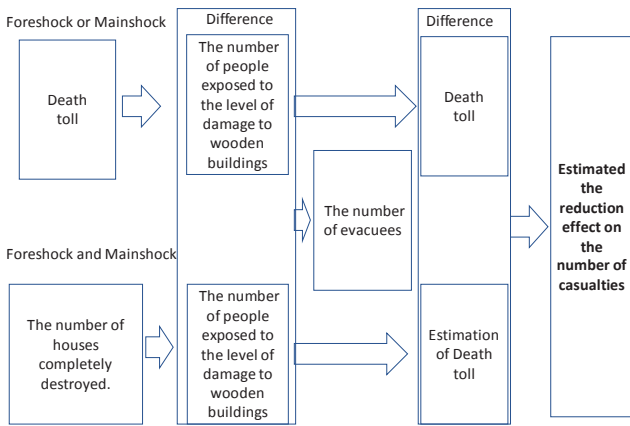 Foreshock or Mainshock
Death
toll
Difference
The number
of people
exposed to
the level of
damage to
wooden
buildings
Difference
Death
toll
The number
of evacuees
Foreshock and Mainshock
The number of
houses
completely
destroyed.
The number
of people
exposed to
the level of
damage to
wooden
buildings
Estimation
of Death
toll
Estimated
the
reduction
effect on
the
number of
casualties